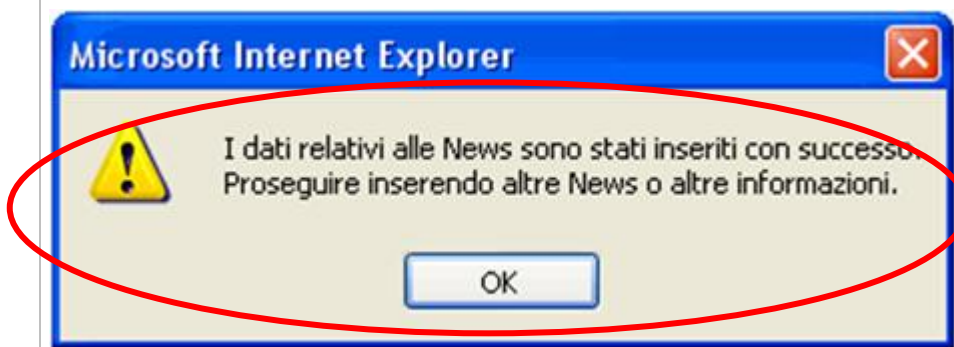 Microsoft Internet Explorer
I dati relativi alle News sono stati inseriti con successo.
Proseguire inserendo altre News o altre informazioni.
OK